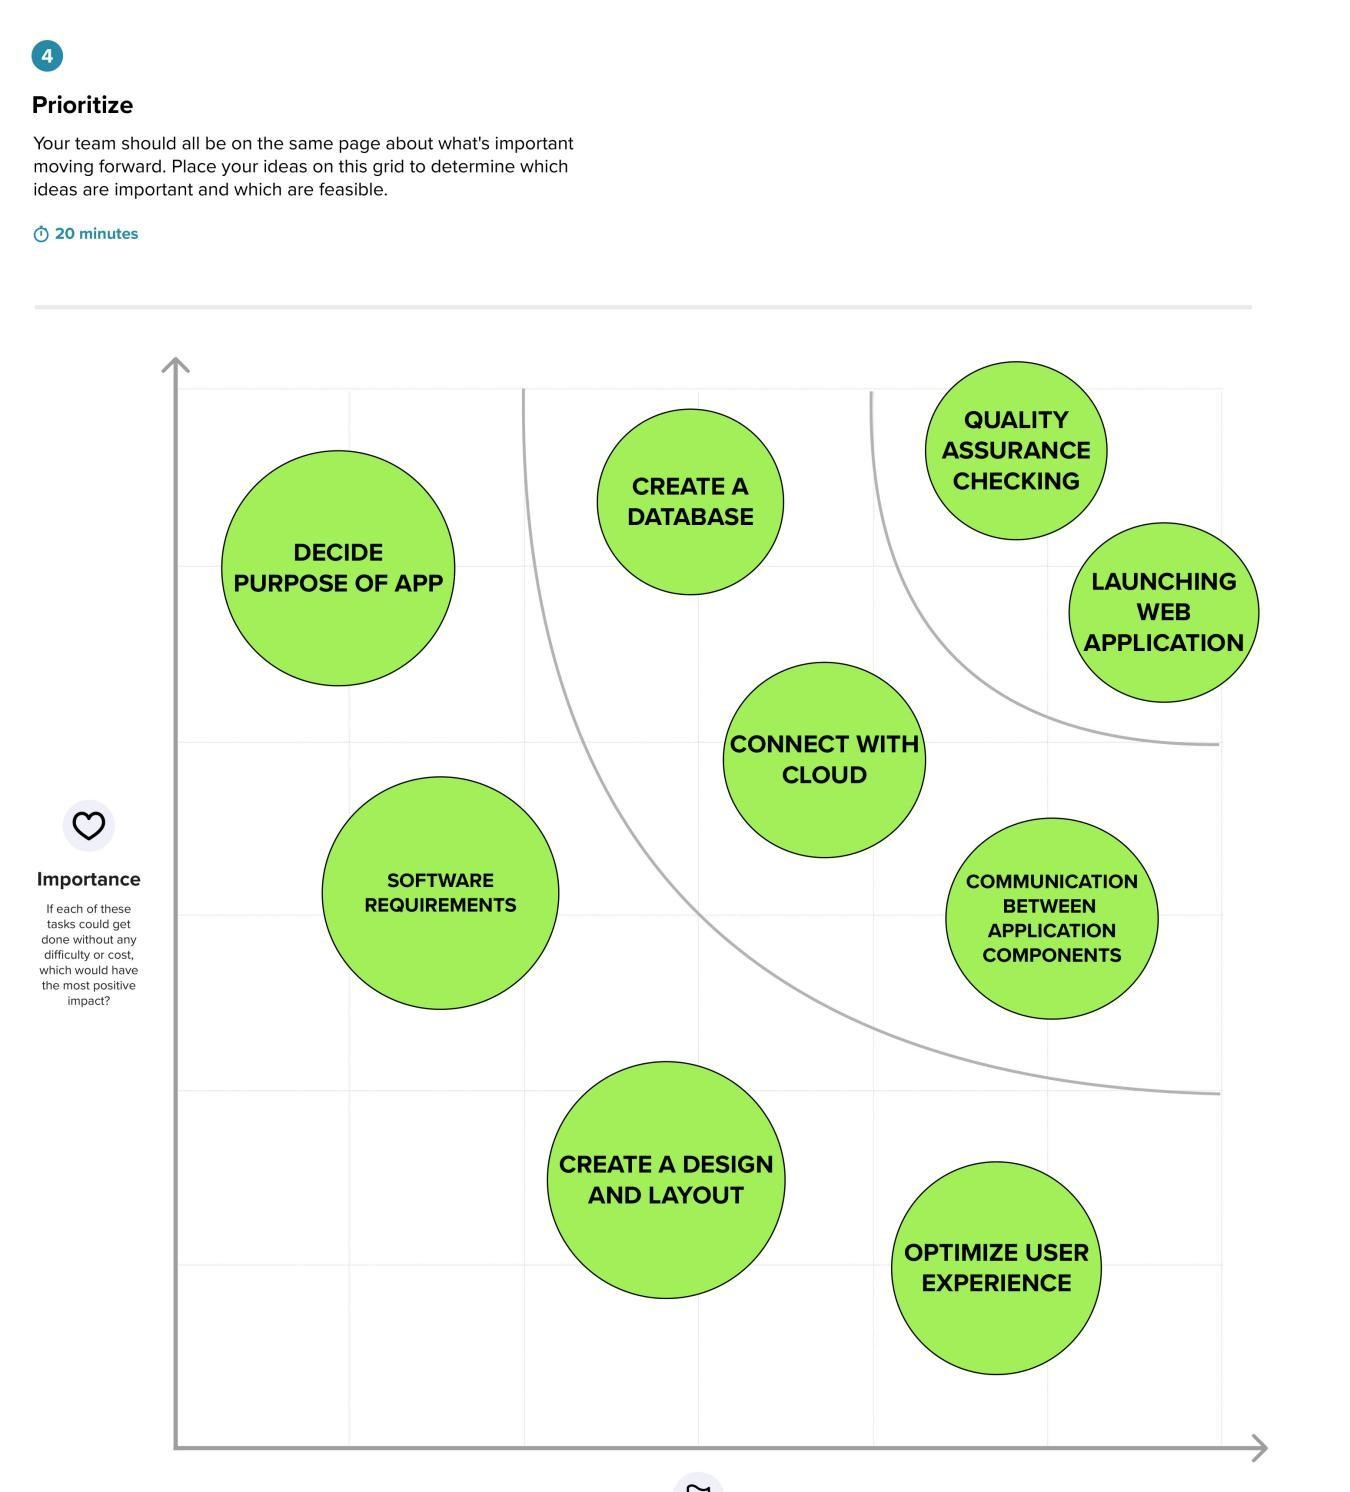 4
Prioritize
Your team should all be on the same page about what's important
moving forward. Place your ideas on this grid to determine which
ideas are important and which are feasible.
20 minutes
QUALITY
ASSURANCE
CHECKING
CREATE A
DATABASE
DECIDE
PURPOSE OF APP
LAUNCHING
WEB
APPLICATION
CONNECT WITH
CLOUD
Importance
If each of these
tasks could get
done without any
difficulty or cost,
which would have
the most positive
impact?
SOFTWARE
REQUIREMENTS
COMMUNICATION
BETWEEN
APPLICATION
COMPONENTS
CREATE A DESIGN
AND LAYOUT
OPTIMIZE USER
EXPERIENCE